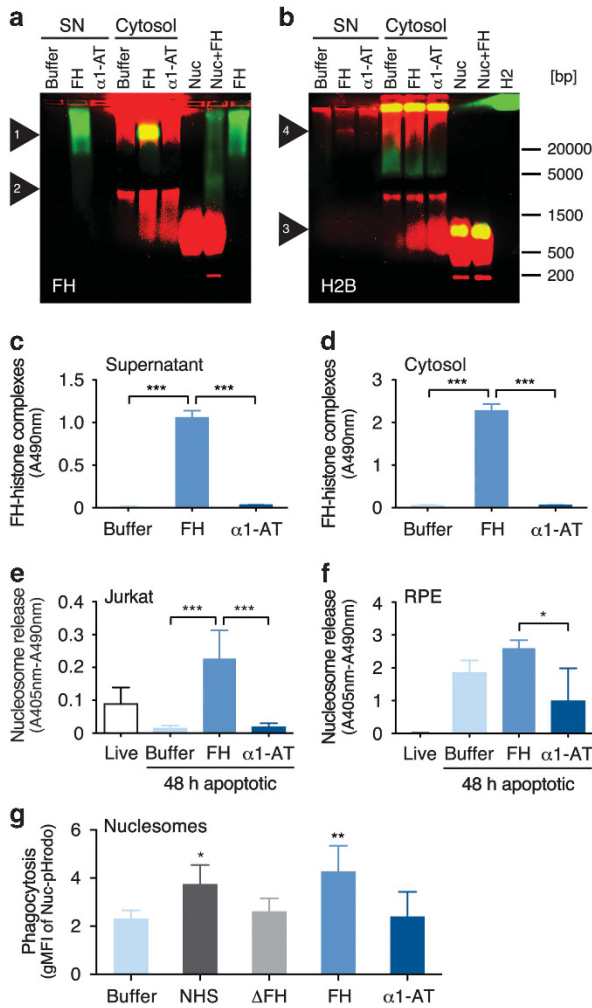 a
SN Cytosol
Buffer FH α1-AT Buffer FH α1-AT Nuc Nuc+FH FH
1
2
FH
b
SN Cytosol
Buffer FH α1-AT Buffer FH α1-AT Nuc Nuc+FH H2
[bp]
4
3
20000
5000
1500
500
200
H2B
c
Supernatant
FH-histone complexes
(A490nm)
1.5
1.0
0.5
0.0
*** ***
Buffer FH α1-AT
d
Cytosol
FH-histone complexes
(A490nm)
3
2
1
0
*** ***
Buffer FH α1-AT
e
Jurkat
Nucleosome release
(A405nm-A490nm)
0.4
0.3
0.2
0.1
0
*** ***
Live Buffer FH α1-AT
48 h apoptotic
f
RPE
Nucleosome release
(A405nm-A490nm)
4
3
2
1
0
*
Live Buffer FH α1-AT
48 h apoptotic
g
Nuclesomes
Phagocytosis
(gMFI of Nuc-pHrodo)
6
4
2
0
* **
Buffer NHS ΔFH FH α1-AT